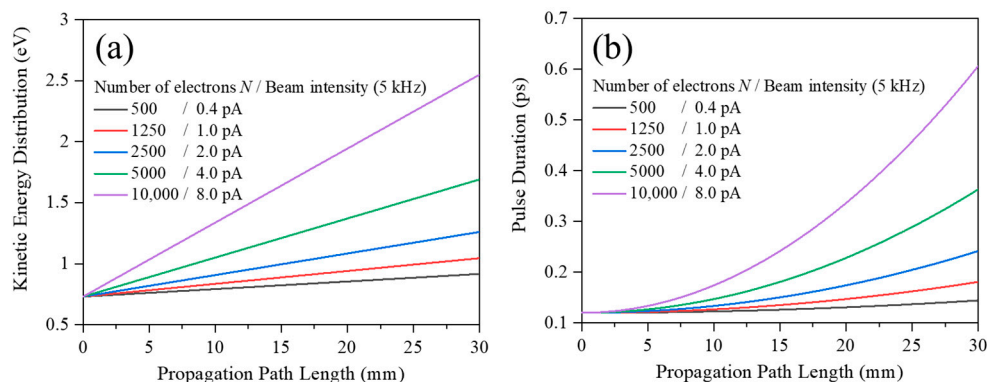 (a)
Kinetic Energy Distribution (eV)
3
2.5
2
1.5
1
0.5
Number of electrons N / Beam intensity (5 kHz)
500 / 0.4 pA
1250 / 1.0 pA
2500 / 2.0 pA
5000 / 4.0 pA
10,000 / 8.0 pA
0 5 10 15 20 25 30
Propagation Path Length (mm)
(b)
Pulse Duration (ps)
0.7
0.6
0.5
0.4
0.3
0.2
0.1
Number of electrons N / Beam intensity (5 kHz)
500 / 0.4 pA
1250 / 1.0 pA
2500 / 2.0 pA
5000 / 4.0 pA
10,000 / 8.0 pA
0 5 10 15 20 25 30
Propagation Path Length (mm)